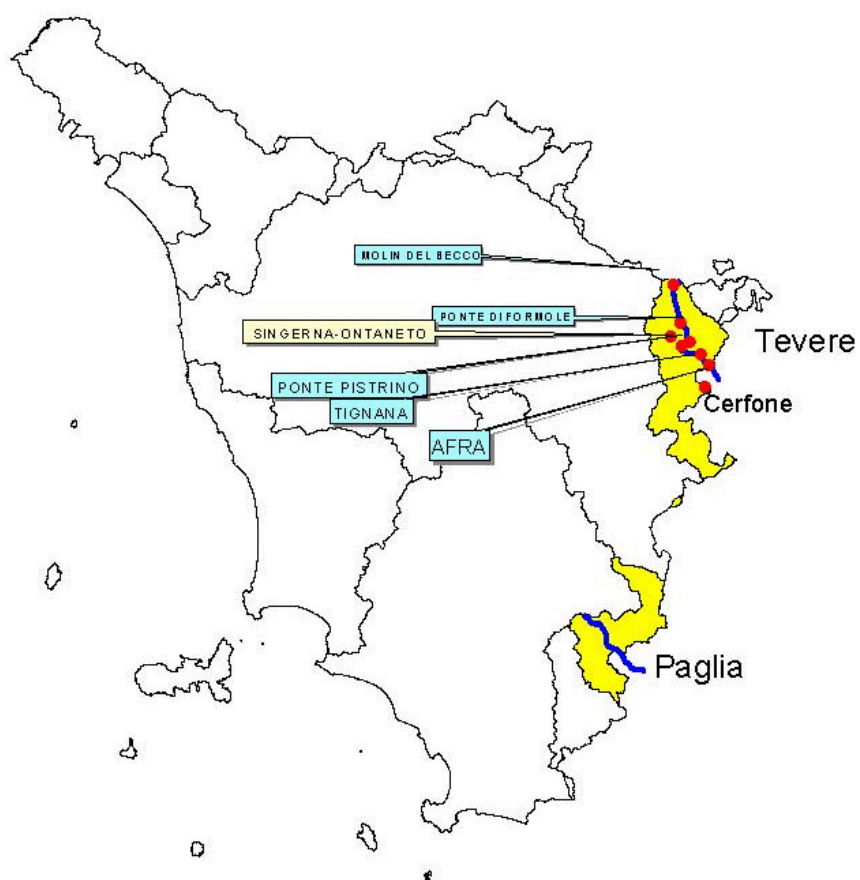 MOLIN DEL BECCO
PONTE DI FORMOLE
SINGERNA-ONTANETO
Tevere
PONTE PISTRINO
TIGNANA
Cerfone
AFRA
Paglia